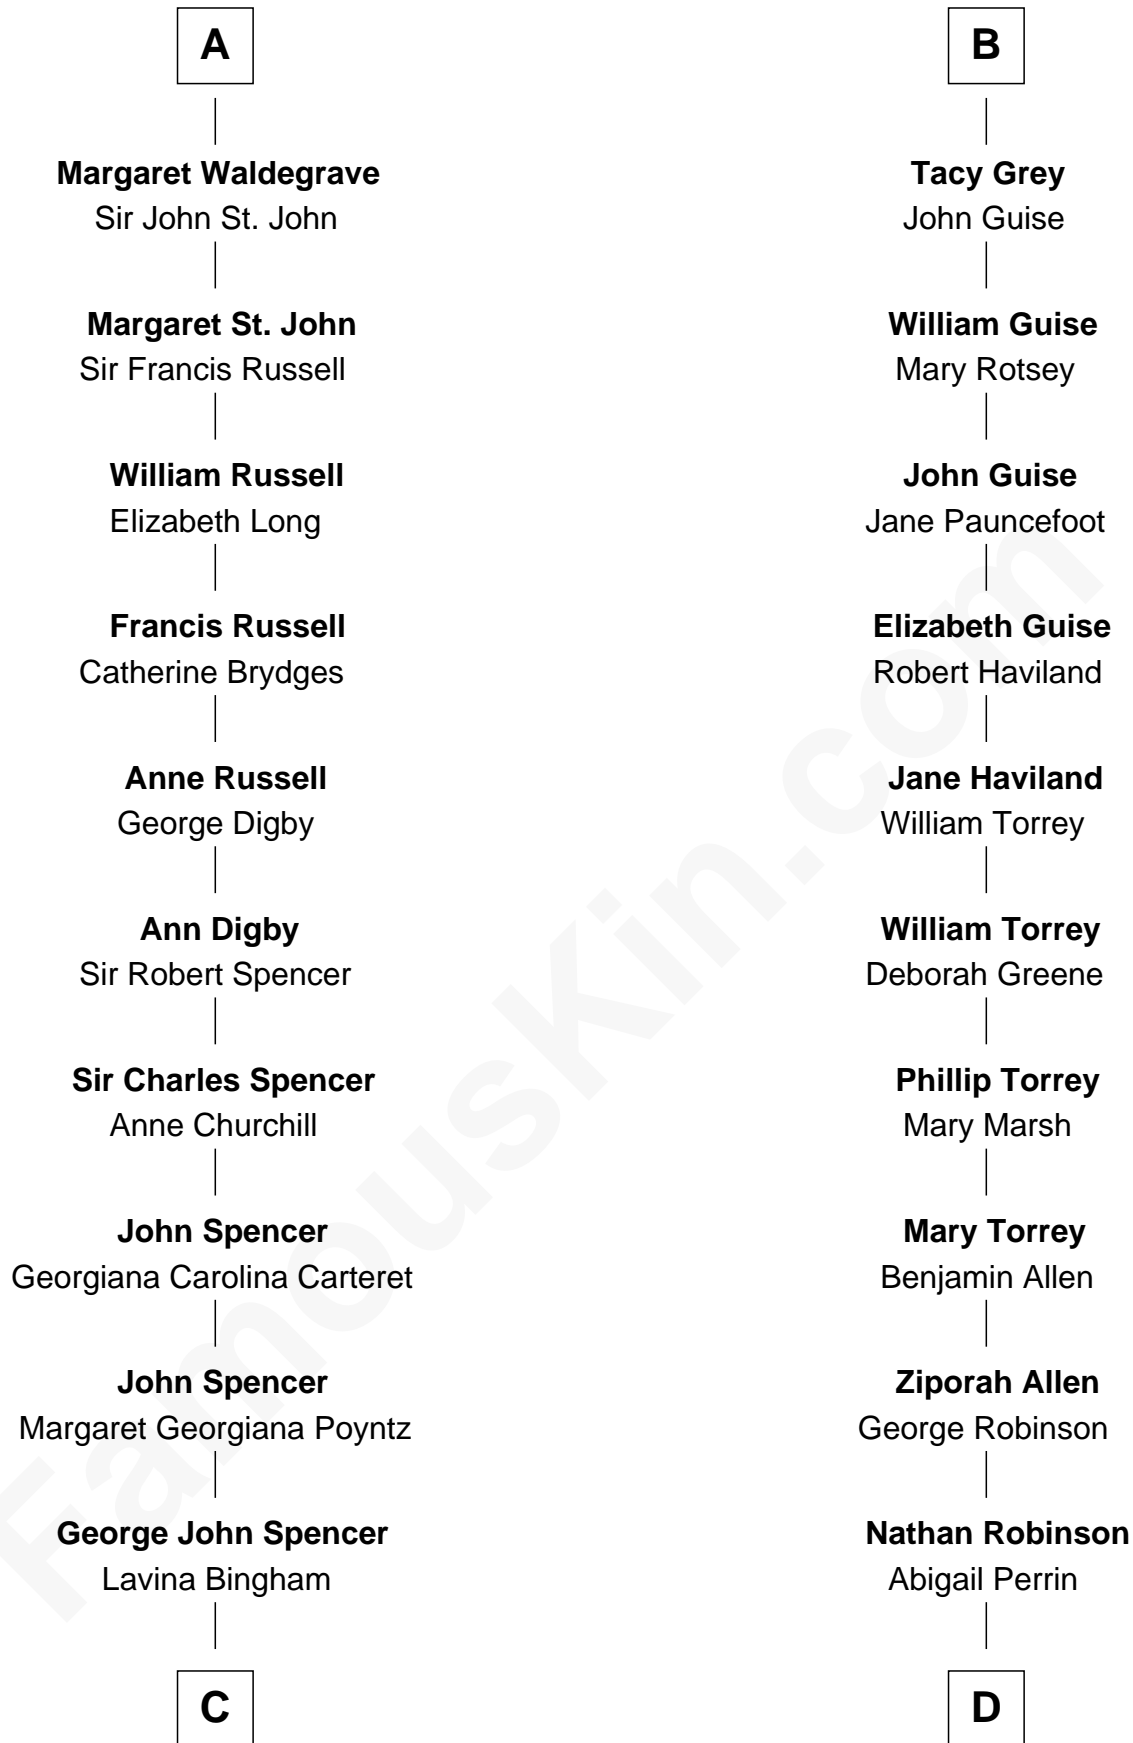 A
Margaret Waldegrave
Sir John St. John
Margaret St. John
Sir Francis Russell
William Russell
Elizabeth Long
Francis Russell
Catherine Brydges
Anne Russell
George Digby
Ann Digby
Sir Robert Spencer
Sir Charles Spencer
Anne Churchill
John Spencer
Georgiana Carolina Carteret
John Spencer
Margaret Georgiana Poyntz
George John Spencer
Lavina Bingham
C
B
Tacy Grey
John Guise
William Guise
Mary Rotsey
John Guise
Jane Pauncefoot
Elizabeth Guise
Robert Haviland
Jane Haviland
William Torrey
William Torrey
Deborah Greene
Phillip Torrey
Mary Marsh
Mary Torrey
Benjamin Allen
Ziporah Allen
George Robinson
Nathan Robinson
Abigail Perrin
D
FamousKin.com